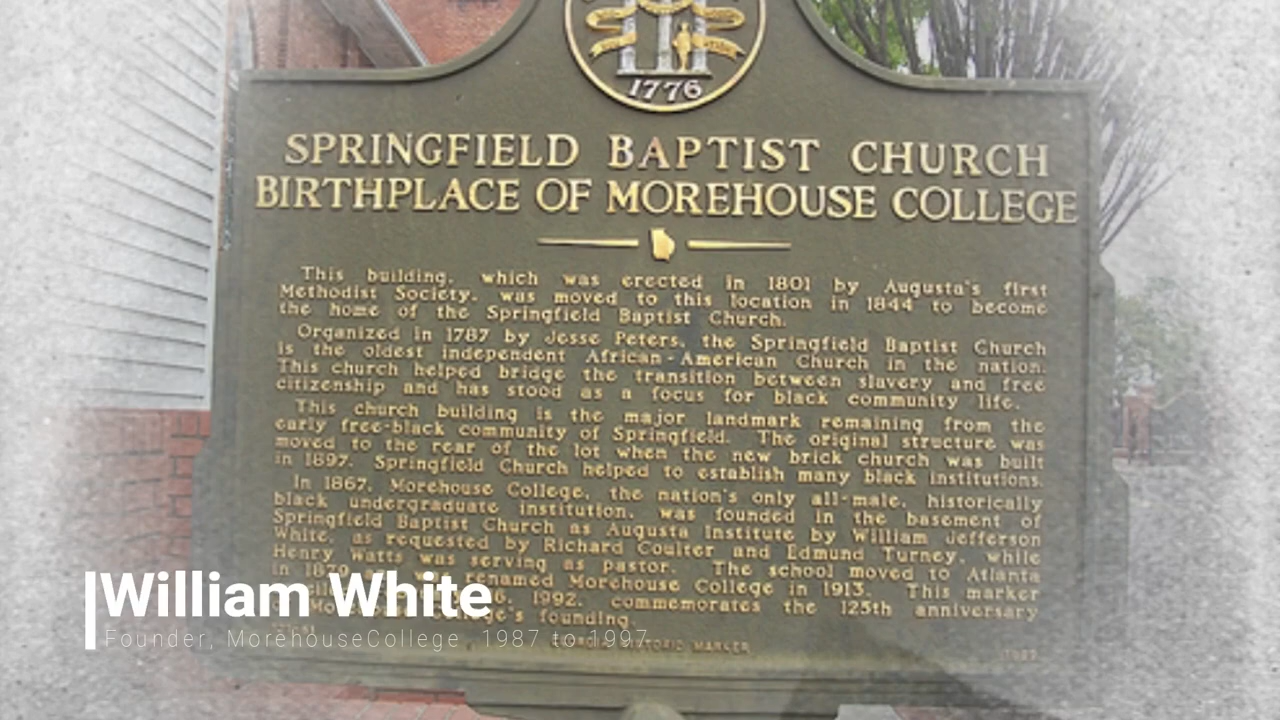 1776
SPRINGFIELD BAPTIST CHURCH
BIRTHPLACE OF MOREHOUSE COLLEGE
This building, which was erected in 1801 by Augusta's first
Methodist Society, was moved to this location in 1844 to become
the home of the Springfield Baptist Church.
Organized in 1787 by Jesse Peters, the Springfield Baptist Church
is the oldest independent African-American Church in the nation.
This church helped bridge the transition between slavery and free
citizenship and has stood as a focus for black community life.
This church building is the major landmark remaining from the
early free-black community of Springfield. The original structure was
moved to the rear of the lot when the new brick church was built
in 1897. Springfield Church helped to establish many black institutions.
In 1867, Morehouse College, the nation's only all-male, historically
black undergraduate institution, was founded in the basement of
Springfield Baptist Church as Augusta Institute by William Jefferson
White, as requested by Richard Coulter and Edmund Turney, while
Henry Watts was serving as pastor. The school moved to Atlanta
in 1879 renamed Morehouse College in 1913. This marker
1992, commemorates the 125th anniversary
College's founding.
GEORGIA HISTORIC MARKER
William White
Founder, MorehouseCollege, 1987 to 1997